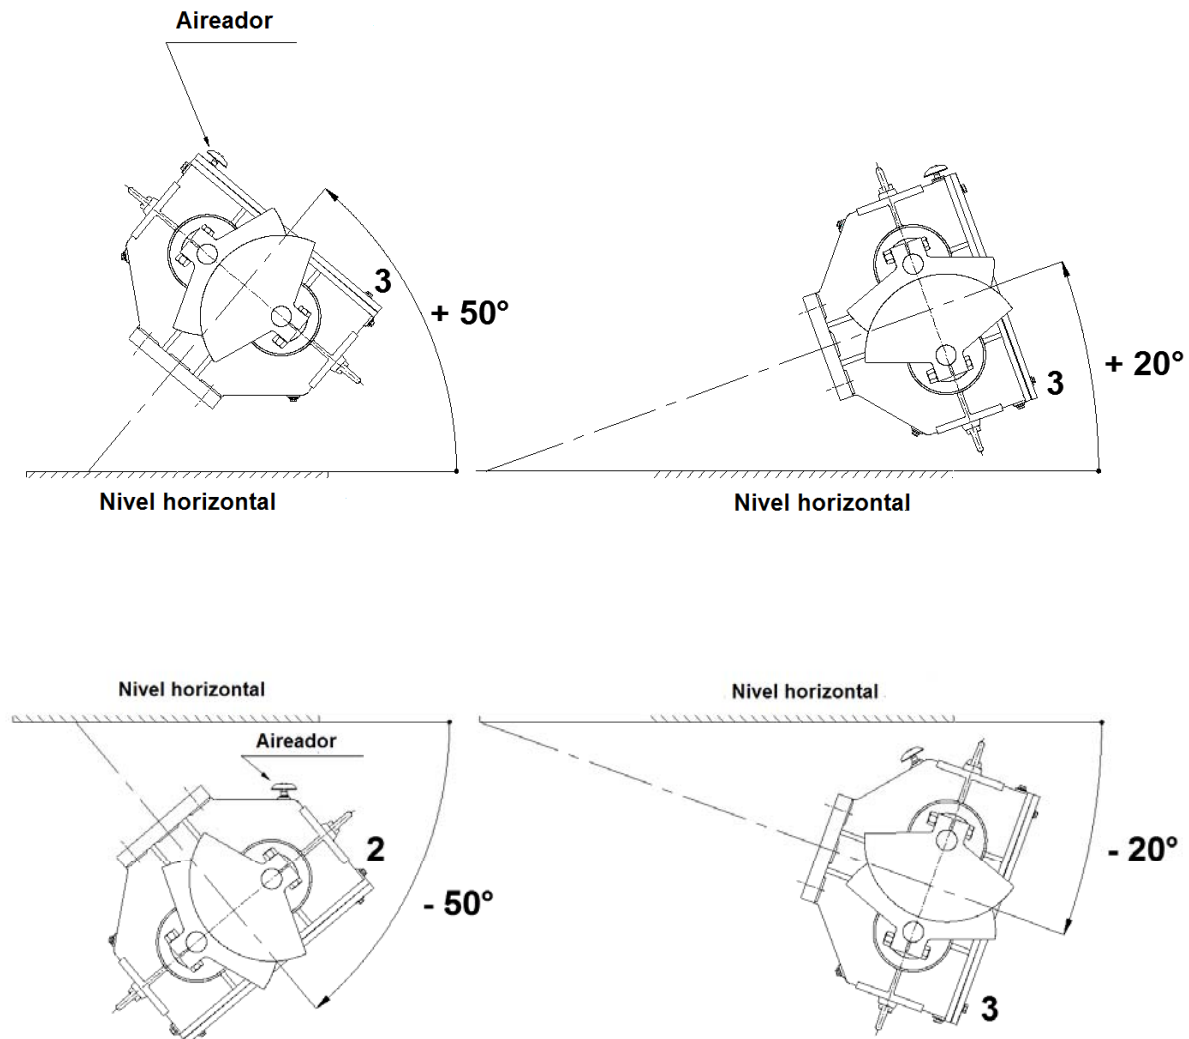 Aireador
3
+ 50°
3
+ 20°
Nivel horizontal
Nivel horizontal
Nivel horizontal
Nivel horizontal
Aireador
2
- 50°
- 20°
3